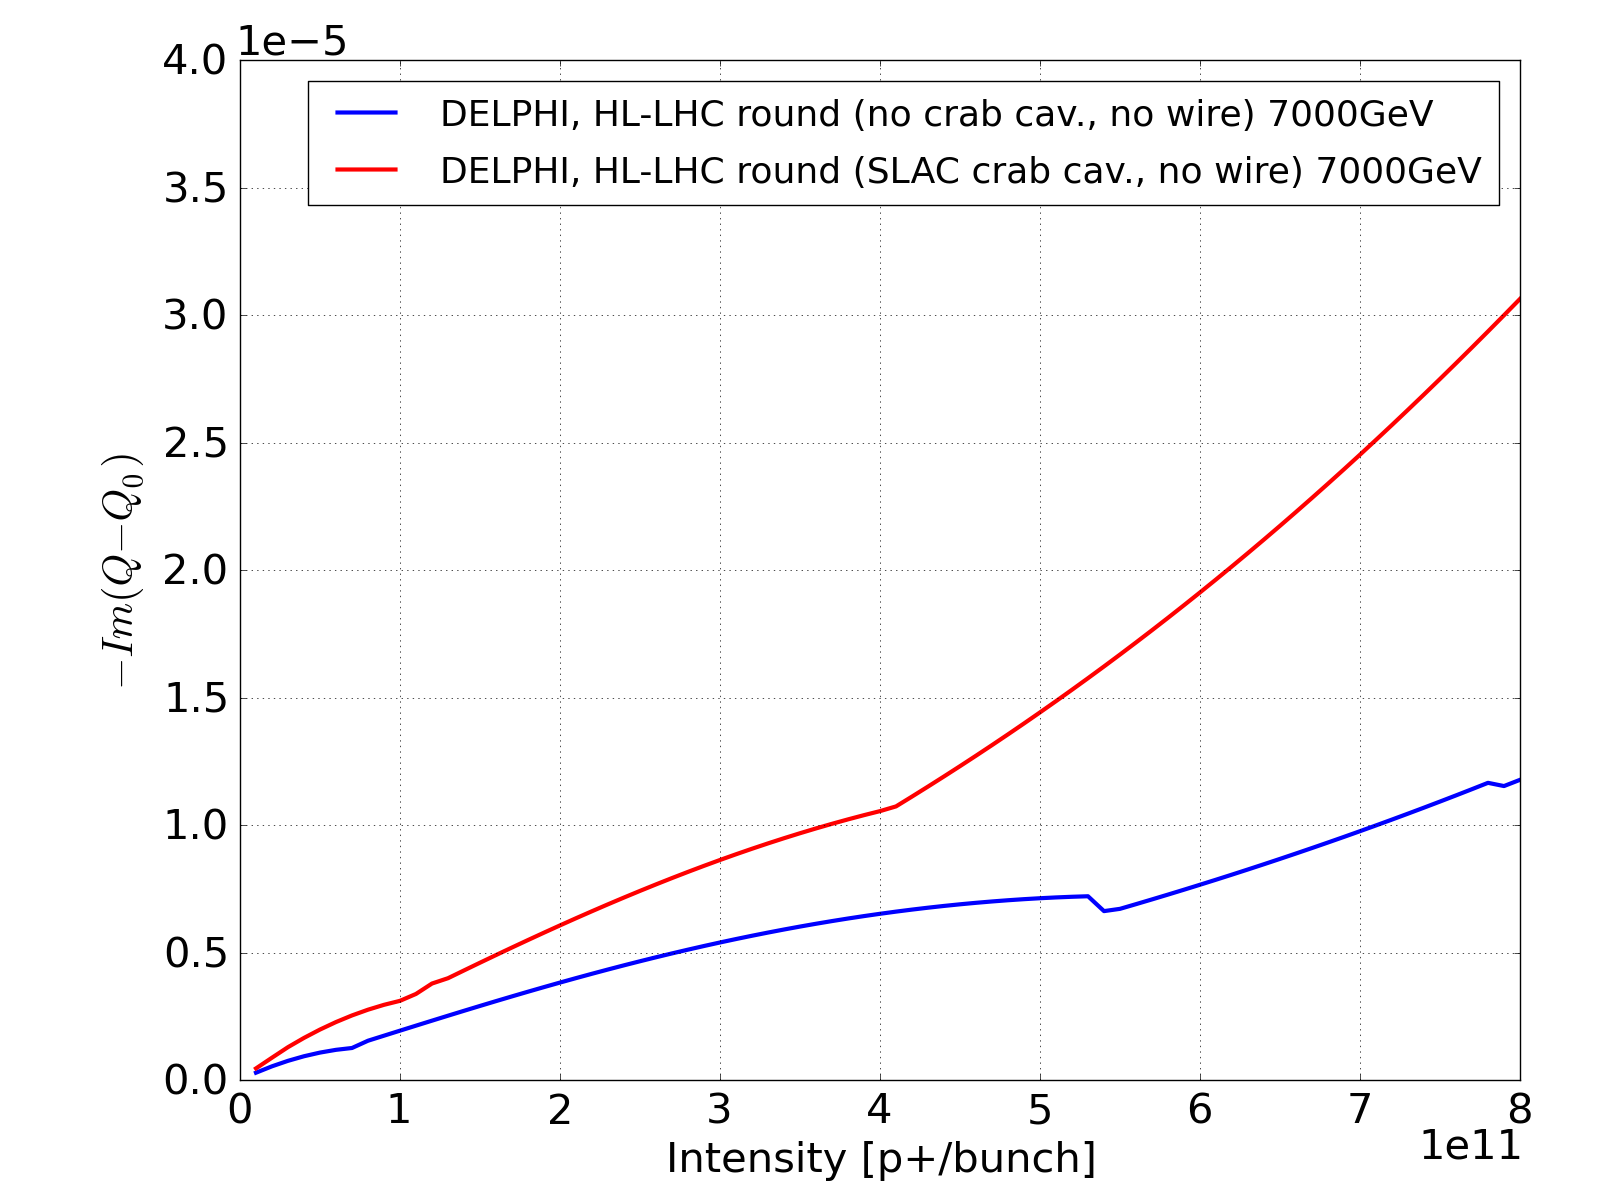 1e−5
4.0
3.5
3.0
2.5
2.0
1.5
1.0
0.5
0.0
DELPHI, HL-LHC round (no crab cav., no wire) 7000GeV
DELPHI, HL-LHC round (SLAC crab cav., no wire) 7000GeV
−Im(Q−Q₀)
0 1 2 3 4 5 6 7 8
1e11
Intensity [p+/bunch]